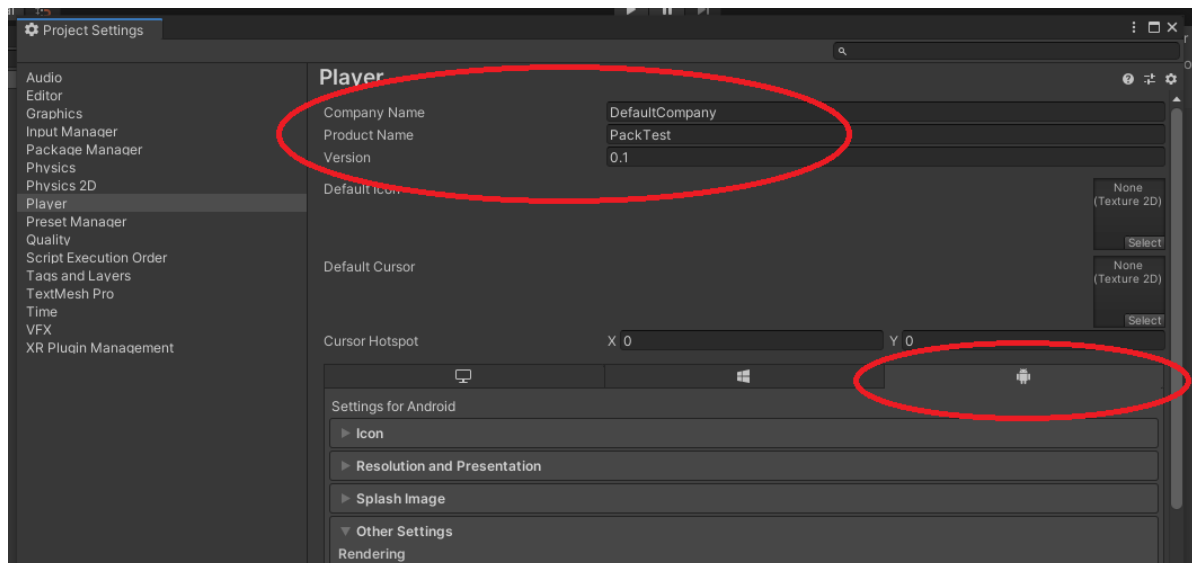 Project Settings
Audio
Editor
Graphics
Input Manager
Package Manager
Physics
Physics 2D
Player
Preset Manager
Quality
Script Execution Order
Tags and Layers
TextMesh Pro
Time
VFX
XR Plugin Management
Player
Company Name DefaultCompany
Product Name PackTest
Version 0.1
Default Icon None
(Texture 2D)
Select
Default Cursor None
(Texture 2D)
Select
Cursor Hotspot X 0 Y 0
Settings for Android
Icon
Resolution and Presentation
Splash Image
Other Settings
Rendering